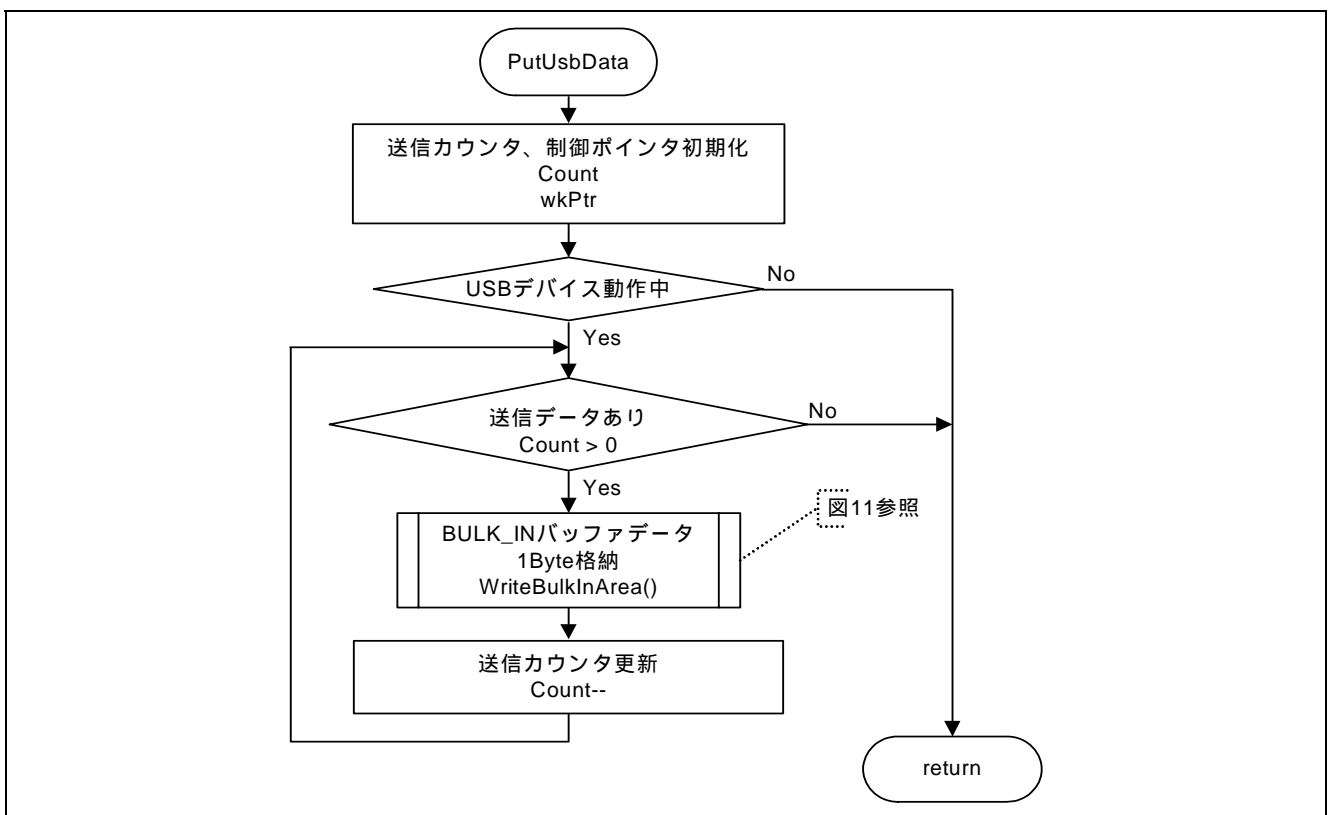 PutUsbData
送信カウンタ、制御ポインタ初期化
Count
wkPtr
USBデバイス動作中
No
Yes
送信データあり
Count > 0
No
Yes
BULK_INバッファデータ
1Byte格納
WriteBulkInArea()
図11参照
送信カウンタ更新
Count--
return